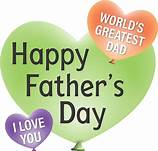 WORLD'S
GREATEST
DAD
Happy
Father's
Day
I LOVE
YOU